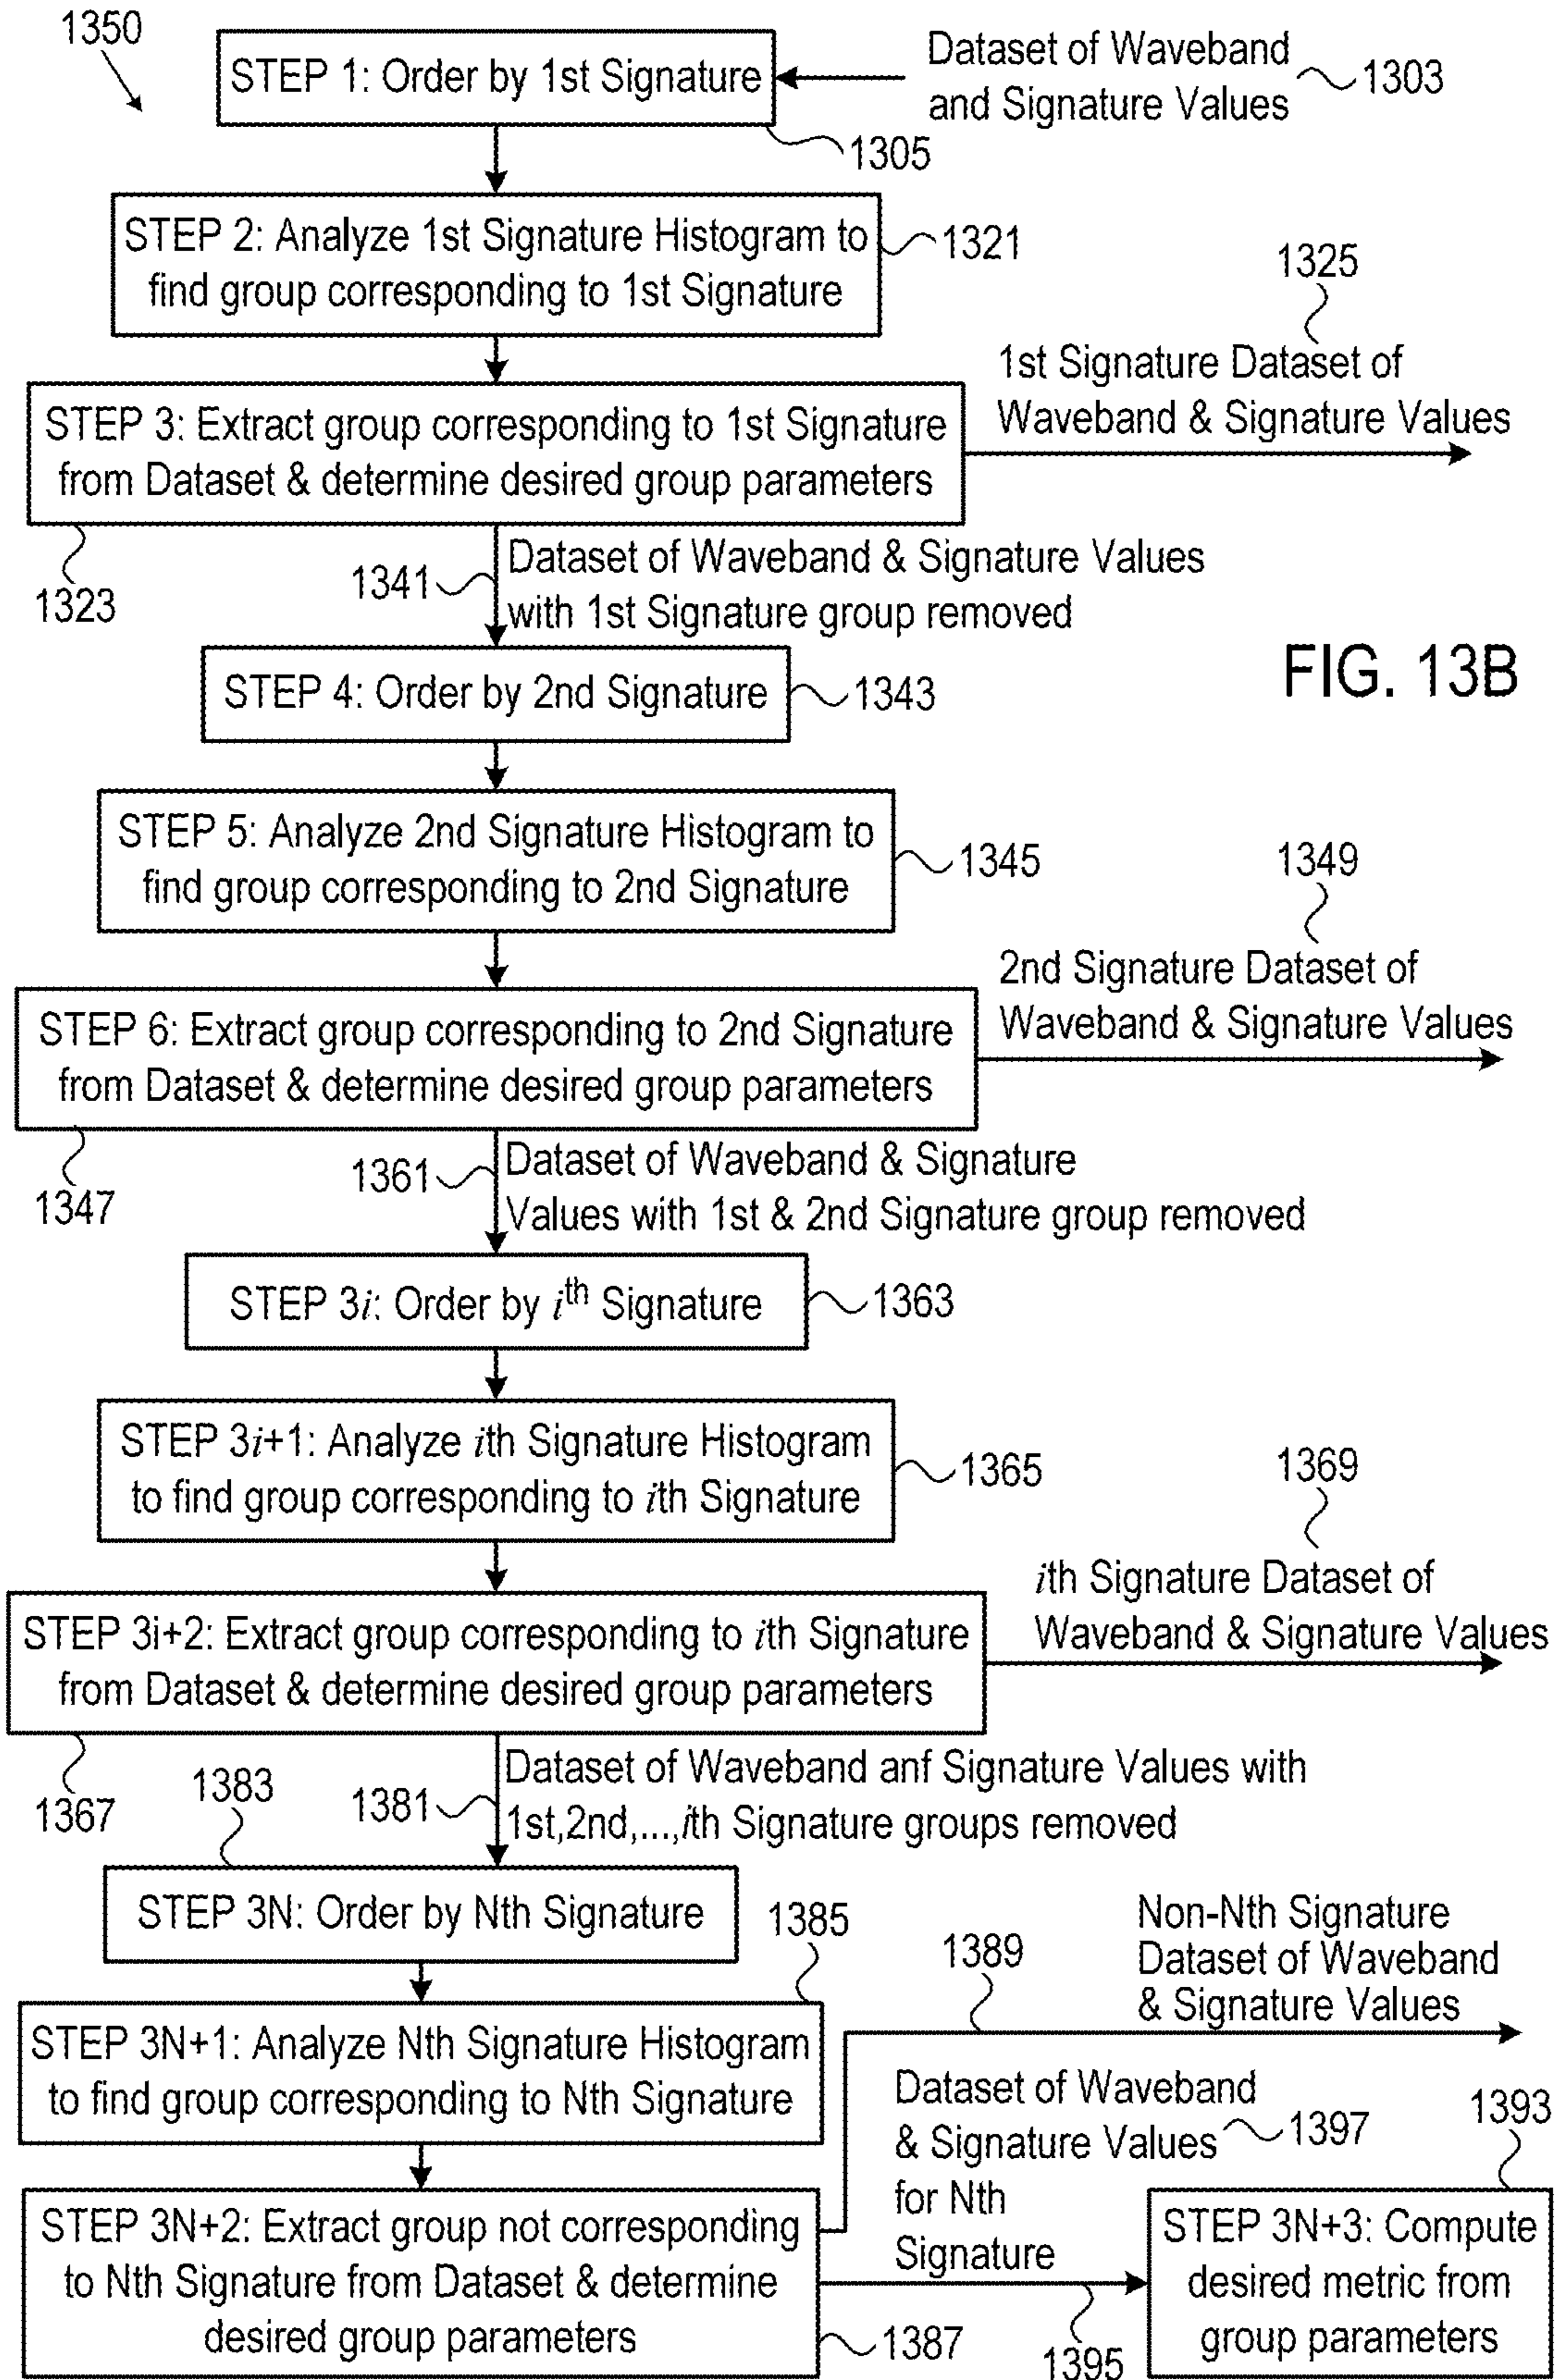 1350
STEP 1: Order by 1st Signature
Dataset of Waveband
and Signature Values
1303
1305
STEP 2: Analyze 1st Signature Histogram to
find group corresponding to 1st Signature
1321
1325
1st Signature Dataset of
Waveband & Signature Values
STEP 3: Extract group corresponding to 1st Signature
from Dataset & determine desired group parameters
1323
1341
Dataset of Waveband & Signature Values
with 1st Signature group removed
FIG. 13B
STEP 4: Order by 2nd Signature
1343
STEP 5: Analyze 2nd Signature Histogram to
find group corresponding to 2nd Signature
1345
1349
2nd Signature Dataset of
Waveband & Signature Values
STEP 6: Extract group corresponding to 2nd Signature
from Dataset & determine desired group parameters
1347
1361
Dataset of Waveband & Signature
Values with 1st & 2nd Signature group removed
STEP 3i: Order by ith Signature
1363
STEP 3i+1: Analyze ith Signature Histogram
to find group corresponding to ith Signature
1365
1369
ith Signature Dataset of
Waveband & Signature Values
STEP 3i+2: Extract group corresponding to ith Signature
from Dataset & determine desired group parameters
1367
1383
1381
Dataset of Waveband anf Signature Values with
1st,2nd,...,ith Signature groups removed
STEP 3N: Order by Nth Signature
1385
1389
Non-Nth Signature
Dataset of Waveband
& Signature Values
STEP 3N+1: Analyze Nth Signature Histogram
to find group corresponding to Nth Signature
Dataset of Waveband
& Signature Values
for Nth
Signature
1397
1393
STEP 3N+2: Extract group not corresponding
to Nth Signature from Dataset & determine
desired group parameters
1387
1395
STEP 3N+3: Compute
desired metric from
group parameters